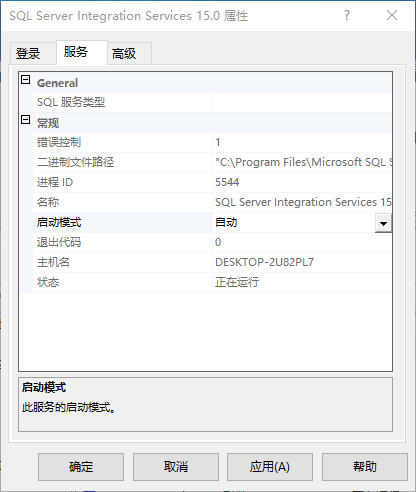 SQL Server Integration Services 15.0 属性
登录 服务 高级
General
SQL 服务类型
常规
错误控制 1
二进制文件路径 "C:\Program Files\Microsoft SQL S
进程 ID 5544
名称 SQL Server Integration Services 15
启动模式 自动
退出代码 0
主机名 DESKTOP-2U82PL7
状态 正在运行
启动模式
此服务的启动模式。
确定 取消 应用(A) 帮助